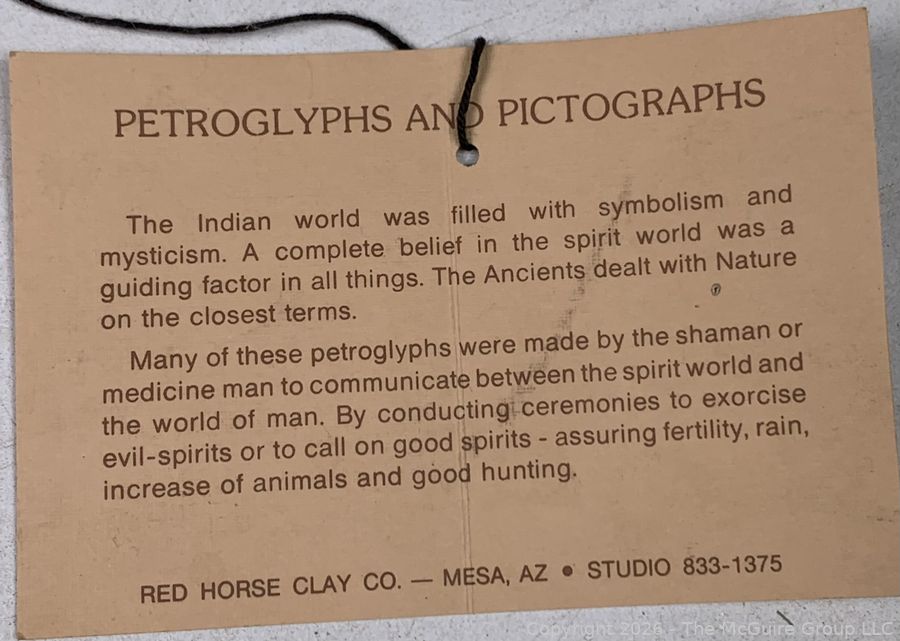 PETROGLYPHS AND PICTOGRAPHS
The Indian world was filled with symbolism and
mysticism. A complete belief in the spirit world was a
guiding factor in all things. The Ancients dealt with Nature
on the closest terms.
Many of these petroglyphs were made by the shaman or
medicine man to communicate between the spirit world and
the world of man. By conducting ceremonies to exorcise
evil-spirits or to call on good spirits - assuring fertility, rain,
increase of animals and good hunting.
RED HORSE CLAY CO. — MESA, AZ • STUDIO 833-1375
Copyright 2026 - The McGuire Group LLC